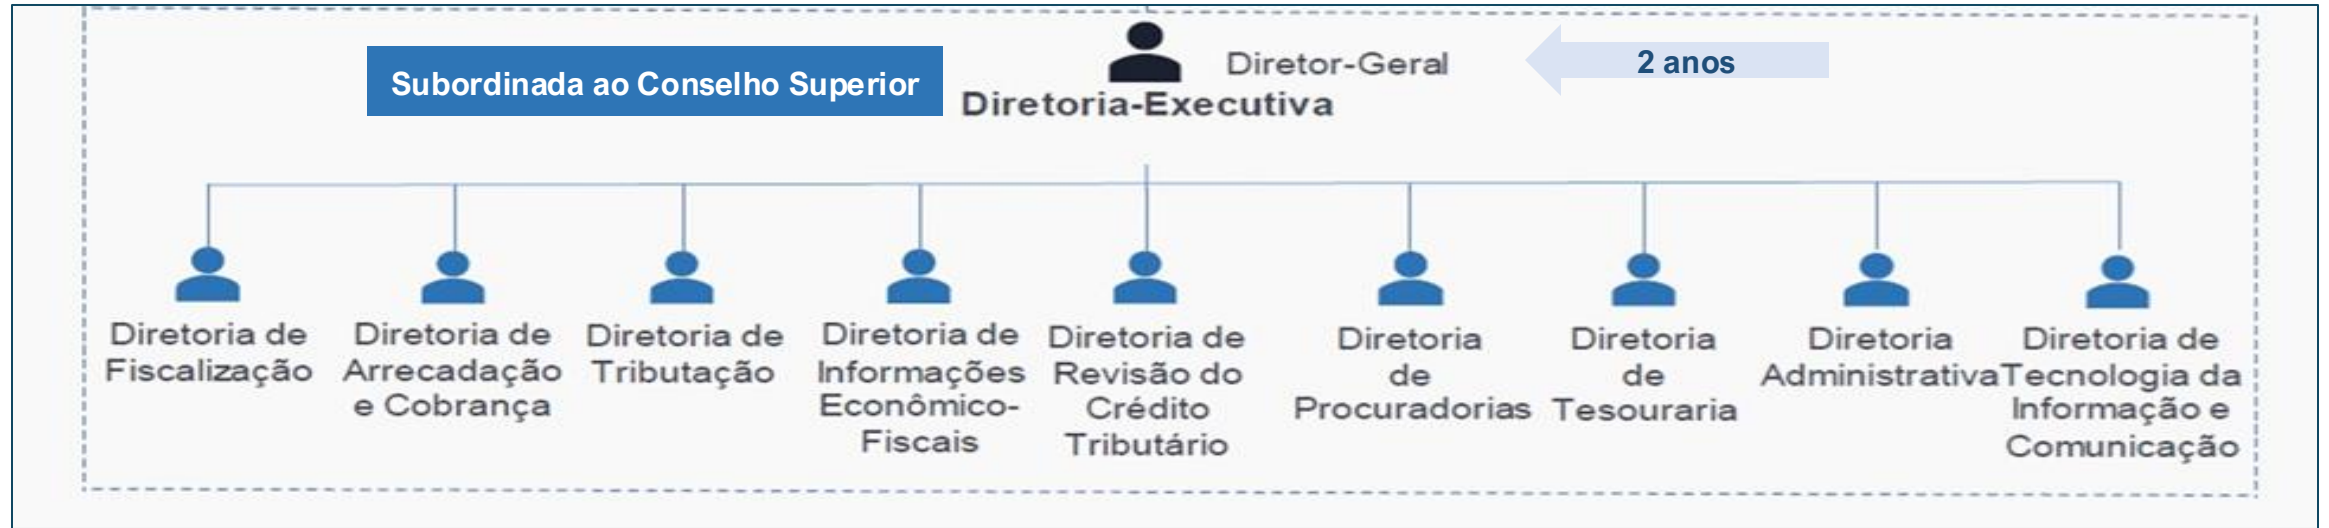 Subordinada ao Conselho Superior
Diretor-Geral
2 anos
Diretoria-Executiva
Diretoria de
Fiscalização
Diretoria de
Arrecadação
e Cobrança
Diretoria de
Tributação
Diretoria de
Informações
Econômico-
Fiscais
Diretoria de
Revisão do
Crédito
Tributário
Diretoria
de
Procuradorias
Diretoria
de
Tesouraria
Diretoria
Administrativa
Diretoria de
Tecnologia da
Informação e
Comunicação